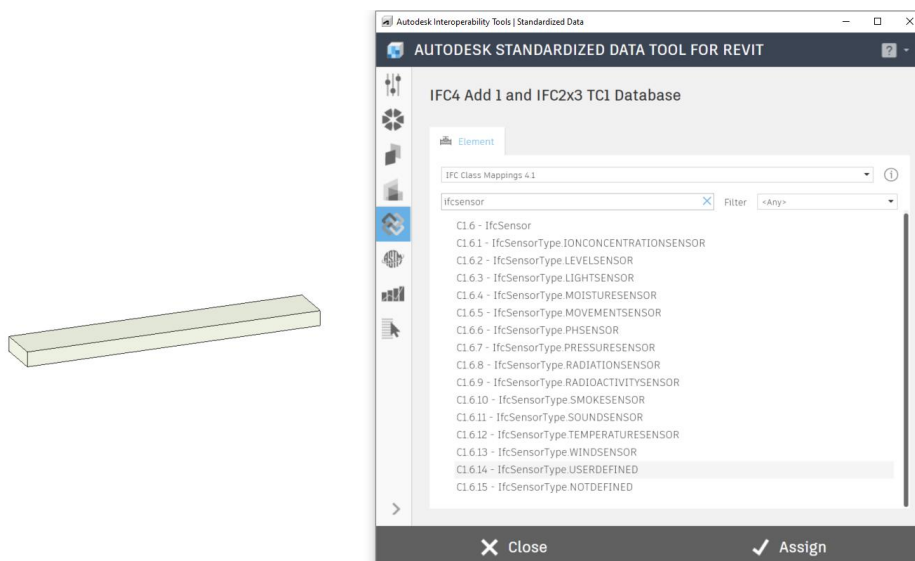 Autodesk Interoperability Tools | Standardized Data
AUTODESK STANDARDIZED DATA TOOL FOR REVIT
?
IFC4 Add 1 and IFC2x3 TC1 Database
Element
IFC Class Mappings 4.1
ifcsensor
Filter <Any>
C1.6 - IfcSensor
C1.6.1 - IfcSensorType.IONCONCENTRATIONSENSOR
C1.6.2 - IfcSensorType.LEVELSENSOR
C1.6.3 - IfcSensorType.LIGHTSENSOR
C1.6.4 - IfcSensorType.MOISTURESENSOR
C1.6.5 - IfcSensorType.MOVEMENTSENSOR
C1.6.6 - IfcSensorType.PHSENSOR
C1.6.7 - IfcSensorType.PRESSURESENSOR
C1.6.8 - IfcSensorType.RADIATIONSENSOR
C1.6.9 - IfcSensorType.RADIOACTIVITYSENSOR
C1.6.10 - IfcSensorType.SMOKESENSOR
C1.6.11 - IfcSensorType.SOUNDSENSOR
C1.6.12 - IfcSensorType.TEMPERATURESENSOR
C1.6.13 - IfcSensorType.WINDSENSOR
C1.6.14 - IfcSensorType.USERDEFINED
C1.6.15 - IfcSensorType.NOTDEFINED
Close
Assign